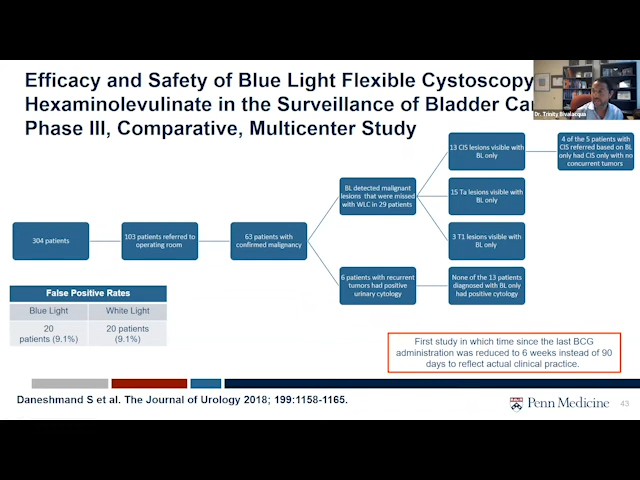 Efficacy and Safety of Blue Light Flexible Cystoscopy
Hexaminolevulinate in the Surveillance of Bladder Can
Phase III, Comparative, Multicenter Study
Dr. Trinity Bivalacqua
304 patients
103 patients referred to
operating room
63 patients with
confirmed malignancy
BL detected malignant
lesions that were missed
with WLC in 29 patients
13 CIS lesions visible with
BL only
4 of the 5 patients with
CIS referred based on BL
only had CIS only with no
concurrent tumors
15 Ta lesions visible with
BL only
3 T1 lesions visible with
BL only
6 patients with recurrent
tumors had positive
urinary cytology
None of the 13 patients
diagnosed with BL only
had positive cytology
False Positive Rates
Blue Light
White Light
20
patients (9.1%)
20 patients
(9.1%)
First study in which time since the last BCG
administration was reduced to 6 weeks instead of 90
days to reflect actual clinical practice.
Daneshmand S et al. The Journal of Urology 2018; 199:1158-1165.
Penn Medicine
43